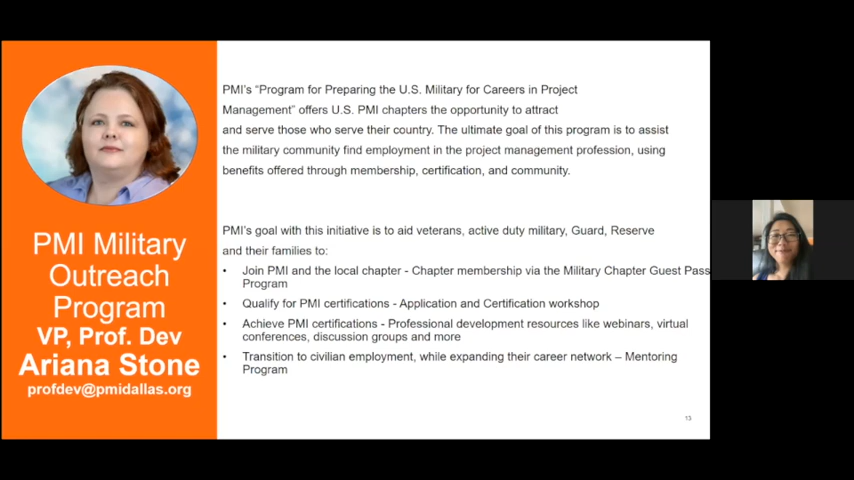 PMI Military
Outreach
Program
VP, Prof. Dev
Ariana Stone
profdev@pmidallas.org
PMI's “Program for Preparing the U.S. Military for Careers in Project
Management” offers U.S. PMI chapters the opportunity to attract
and serve those who serve their country. The ultimate goal of this program is to assist
the military community find employment in the project management profession, using
benefits offered through membership, certification, and community.
PMI's goal with this initiative is to aid veterans, active duty military, Guard, Reserve
and their families to:
• Join PMI and the local chapter - Chapter membership via the Military Chapter Guest Pass
Program
• Qualify for PMI certifications - Application and Certification workshop
• Achieve PMI certifications - Professional development resources like webinars, virtual
conferences, discussion groups and more
• Transition to civilian employment, while expanding their career network – Mentoring
Program
13